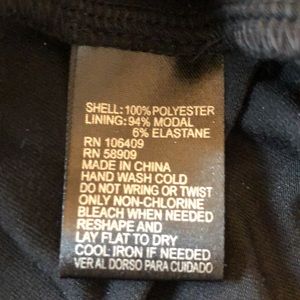 SHELL: 100% POLYESTER
LINING: 94% MODAL
6% ELASTANE
RN 106409
RN 58909
MADE IN CHINA
HAND WASH COLD
DO NOT WRING OR TWIST
ONLY NON-CHLORINE
BLEACH WHEN NEEDED
RESHAPE AND
LAY FLAT TO DRY
COOL IRON IF NEEDED
VER AL DORSO PARA CUIDADO